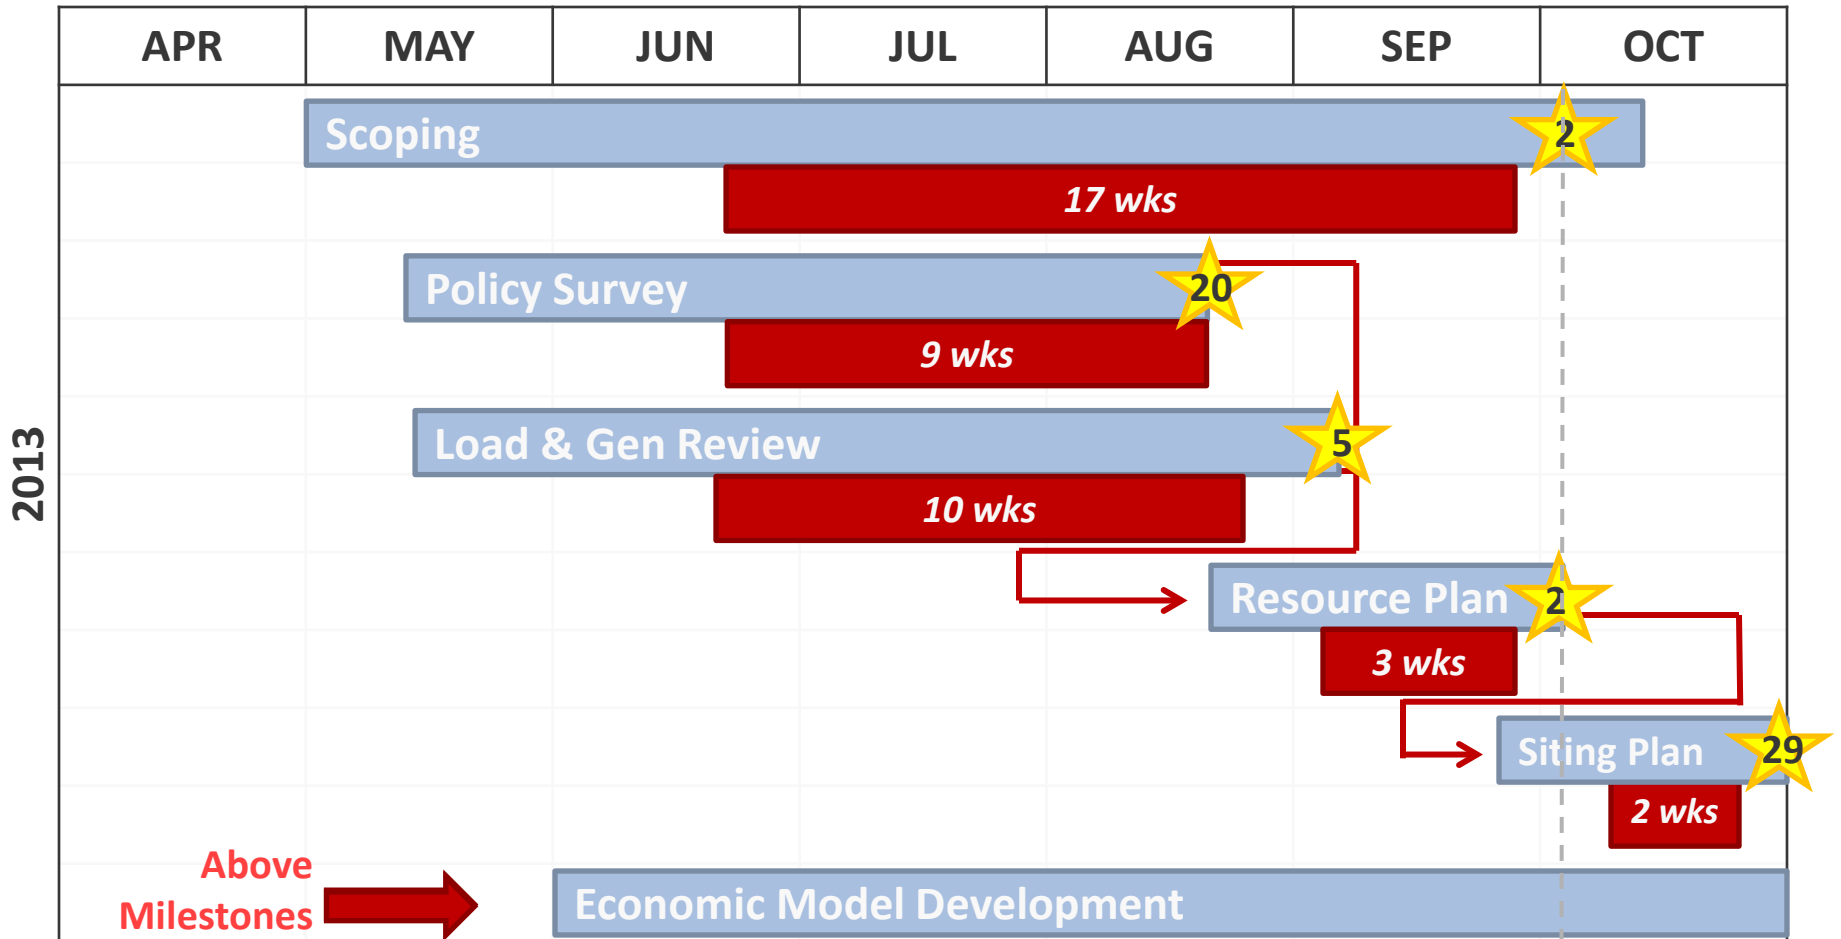 APR MAY JUN JUL AUG SEP OCT
2013
Scoping 2
17 wks
Policy Survey 20
9 wks
Load & Gen Review 5
10 wks
Resource Plan 2
3 wks
Siting Plan 29
2 wks
Above
Milestones
Economic Model Development